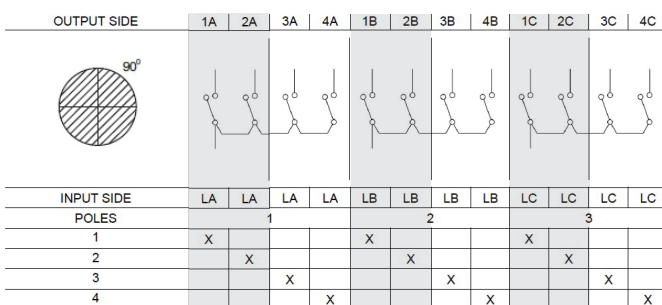 OUTPUT SIDE 1A 2A 3A 4A 1B 2B 3B 4B 1C 2C 3C 4C
90⁰
INPUT SIDE LA LA LA LA LB LB LB LB LC LC LC LC
POLES 1 2 3
1 X X X
2 X X X
3 X X X
4 X X X